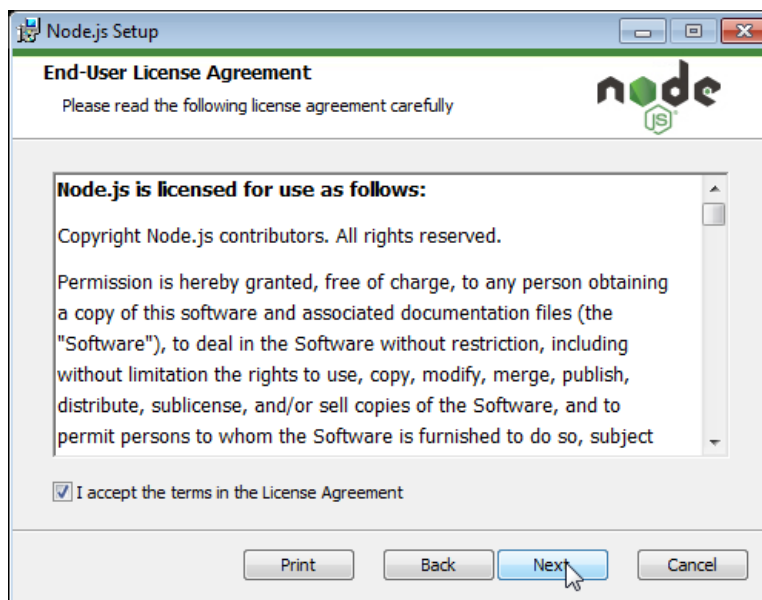 Node.js Setup
End-User License Agreement
Please read the following license agreement carefully
node
JS
Node.js is licensed for use as follows:
Copyright Node.js contributors. All rights reserved.
Permission is hereby granted, free of charge, to any person obtaining
a copy of this software and associated documentation files (the
"Software"), to deal in the Software without restriction, including
without limitation the rights to use, copy, modify, merge, publish,
distribute, sublicense, and/or sell copies of the Software, and to
permit persons to whom the Software is furnished to do so, subject
I accept the terms in the License Agreement
Print Back Next Cancel